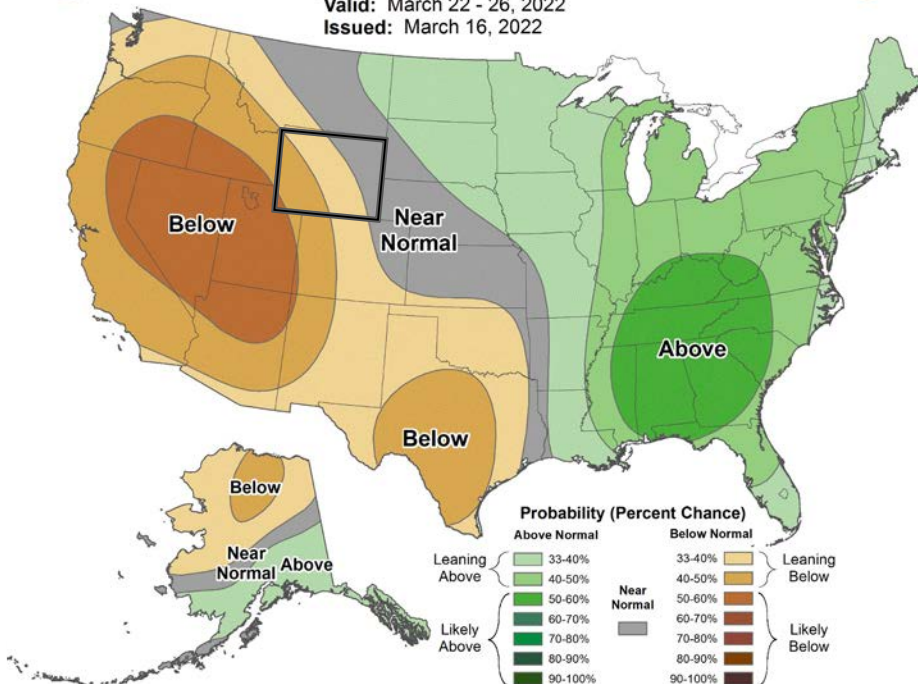 Valid: March 22 - 26, 2022
Issued: March 16, 2022
Below
Near
Normal
Above
Below
Below
Near
Normal
Above
Probability (Percent Chance)
Above Normal
Below Normal
Leaning
Above
33-40%
40-50%
Likely
Above
50-60%
60-70%
70-80%
80-90%
90-100%
Near
Normal
33-40%
40-50%
Leaning
Below
50-60%
60-70%
70-80%
80-90%
90-100%
Likely
Below